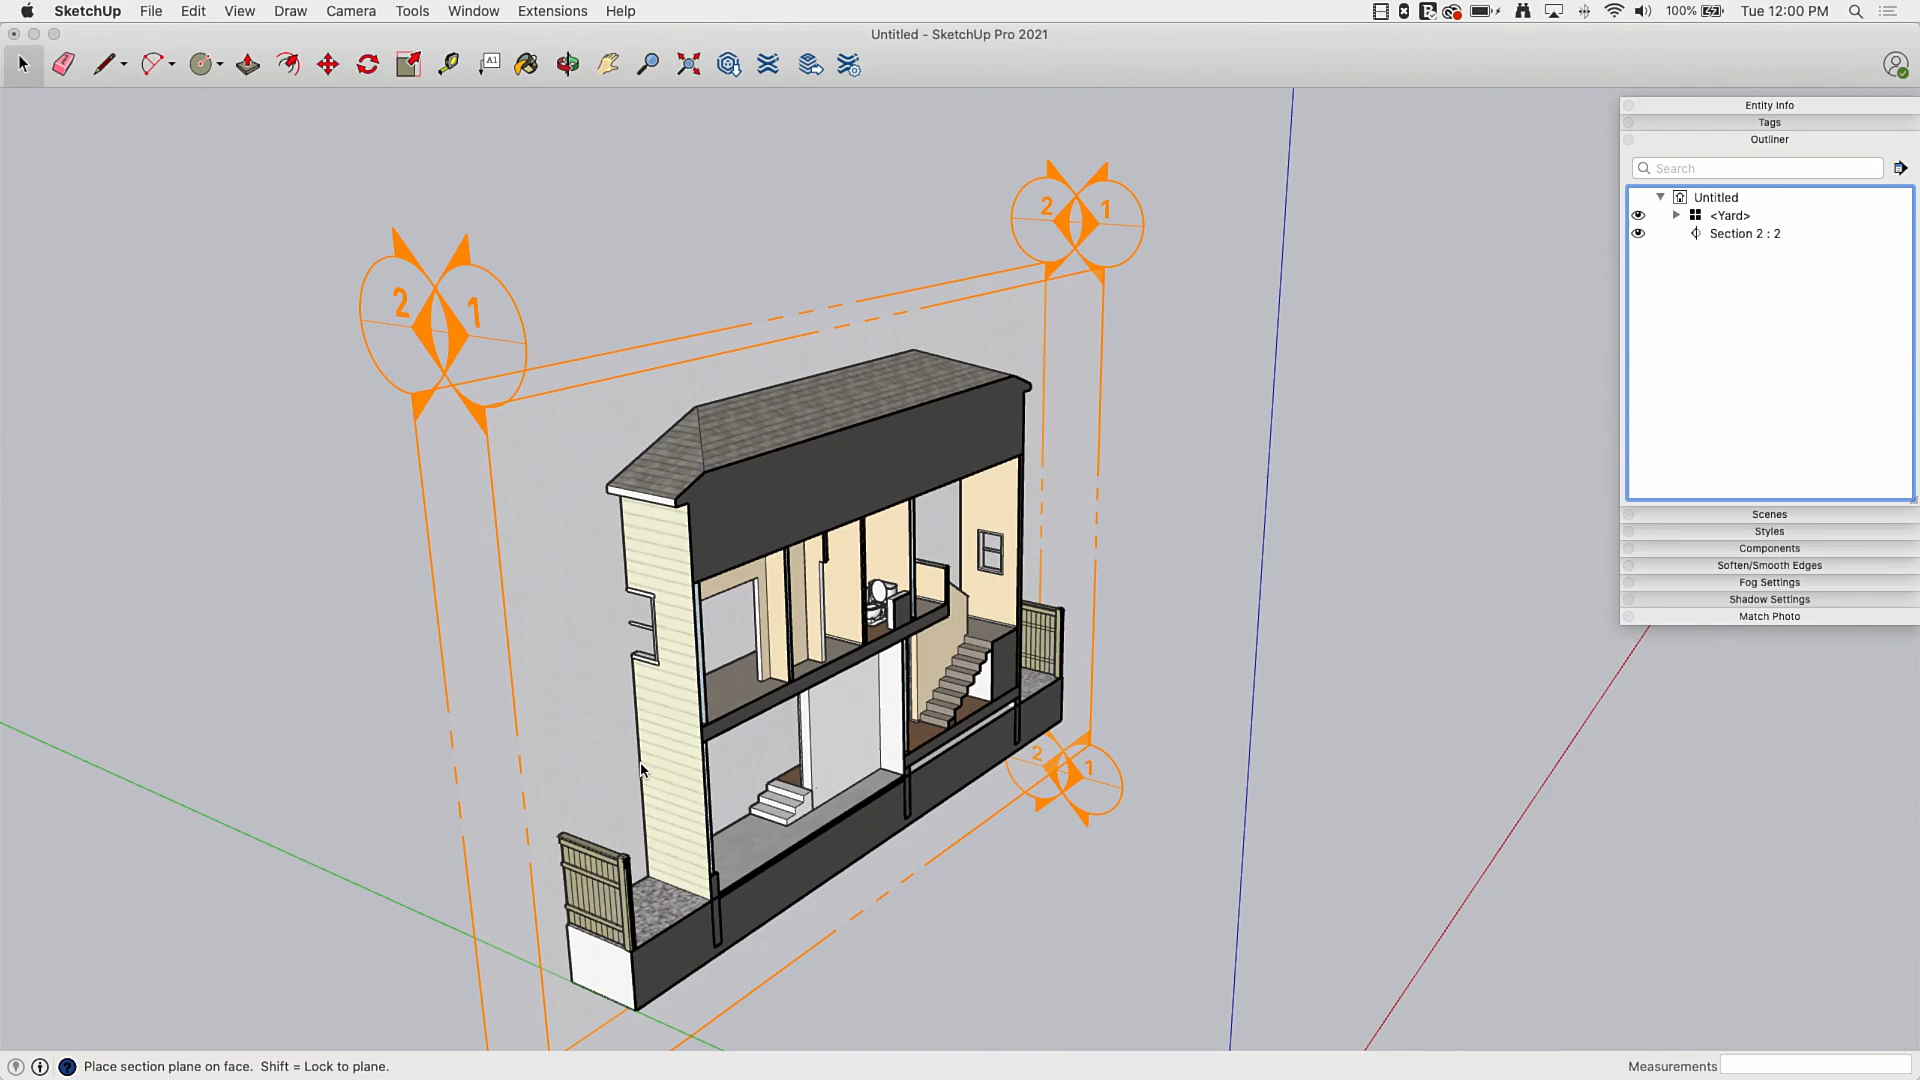 SketchUp File Edit View Draw Camera Tools Window Extensions Help 100% Tue 12:00 PM
Untitled - SketchUp Pro 2021
A1
Entity Info
Tags
Outliner
Search
Untitled
<Yard>
Section 2 : 2
Scenes
Styles
Components
Soften/Smooth Edges
Fog Settings
Shadow Settings
Match Photo
2 1
2 1
2 1
Place section plane on face. Shift = Lock to plane.
Measurements